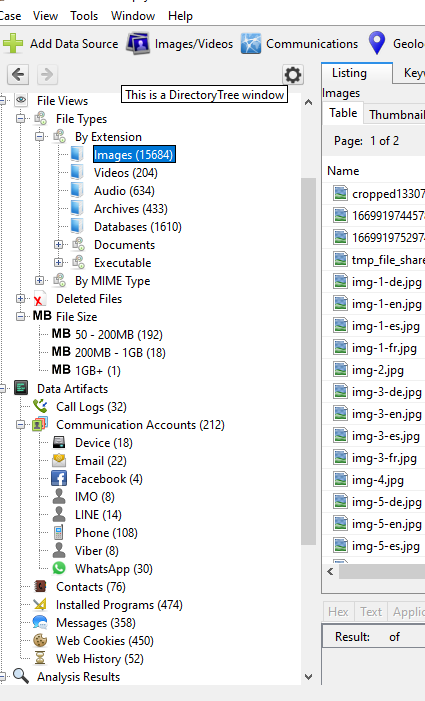 Case View Tools Window Help
Add Data Source Images/Videos Communications Geolo
This is a DirectoryTree window
File Views
File Types
By Extension
Images (15684)
Videos (204)
Audio (634)
Archives (433)
Databases (1610)
Documents
Executable
By MIME Type
Deleted Files
MB File Size
MB 50 - 200MB (192)
MB 200MB - 1GB (18)
MB 1GB+ (1)
Data Artifacts
Call Logs (32)
Communication Accounts (212)
Device (18)
Email (22)
Facebook (4)
IMO (8)
LINE (14)
Phone (108)
Viber (8)
WhatsApp (30)
Contacts (76)
Installed Programs (474)
Messages (358)
Web Cookies (450)
Web History (52)
Analysis Results
Listing Keyw
Images
Table Thumbnail
Page: 1 of 2
Name
cropped13307
166991974457
166991975297
tmp_file_share
img-1-de.jpg
img-1-en.jpg
img-1-es.jpg
img-1-fr.jpg
img-2.jpg
img-3-de.jpg
img-3-en.jpg
img-3-es.jpg
img-3-fr.jpg
img-4.jpg
img-5-de.jpg
img-5-en.jpg
img-5-es.jpg
Hex Text Applic
Result: of